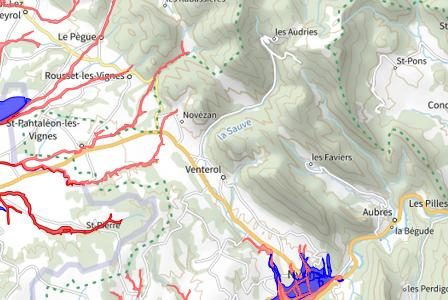 les Rabassières
eyrol
Le Pègue
les Audries
Rousset-les-Vignes
St-Pons
Novézan
la Sauve
St-Pantaléon-les-
Vignes
les Faviers
Venterol
Les Pilles
Aubres
la Bégude
St-Pierre
les Perdig